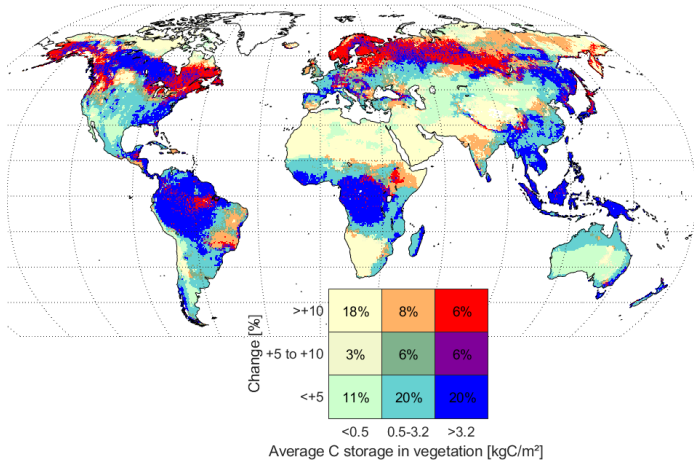 >+10 18% 8% 6%
+5 to +10 3% 6% 6%
<+5 11% 20% 20%
<0.5 0.5-3.2 >3.2
Change [%]
Average C storage in vegetation [kgC/m²]